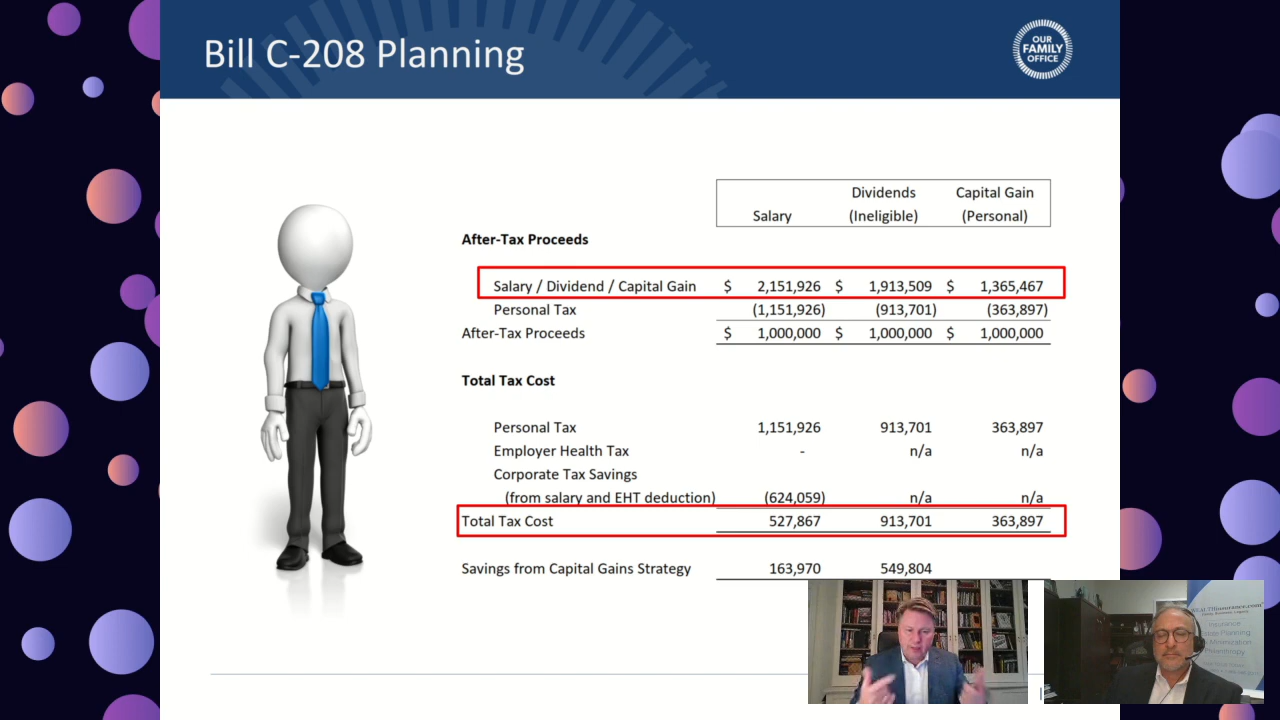 Bill C-208 Planning
OUR
FAMILY
OFFICE
Dividends Capital Gain
Salary (Ineligible) (Personal)
After-Tax Proceeds
Salary / Dividend / Capital Gain $ 2,151,926 $ 1,913,509 $ 1,365,467
Personal Tax (1,151,926) (913,701) (363,897)
After-Tax Proceeds $ 1,000,000 $ 1,000,000 $ 1,000,000
Total Tax Cost
Personal Tax 1,151,926 913,701 363,897
Employer Health Tax - n/a n/a
Corporate Tax Savings
(from salary and EHT deduction) (624,059) n/a n/a
Total Tax Cost 527,867 913,701 363,897
Savings from Capital Gains Strategy 163,970 549,804
Insurance
Planning
Minimization